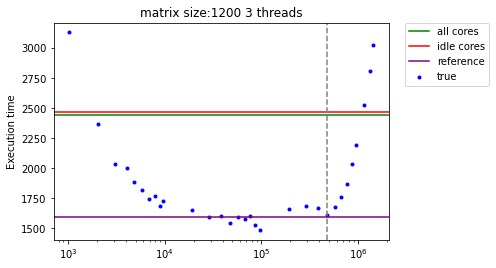 matrix size:1200 3 threads
all cores
idle cores
reference
true
Execution time
3000
2750
2500
2250
2000
1750
1500
10³
10⁴
10⁵
10⁶